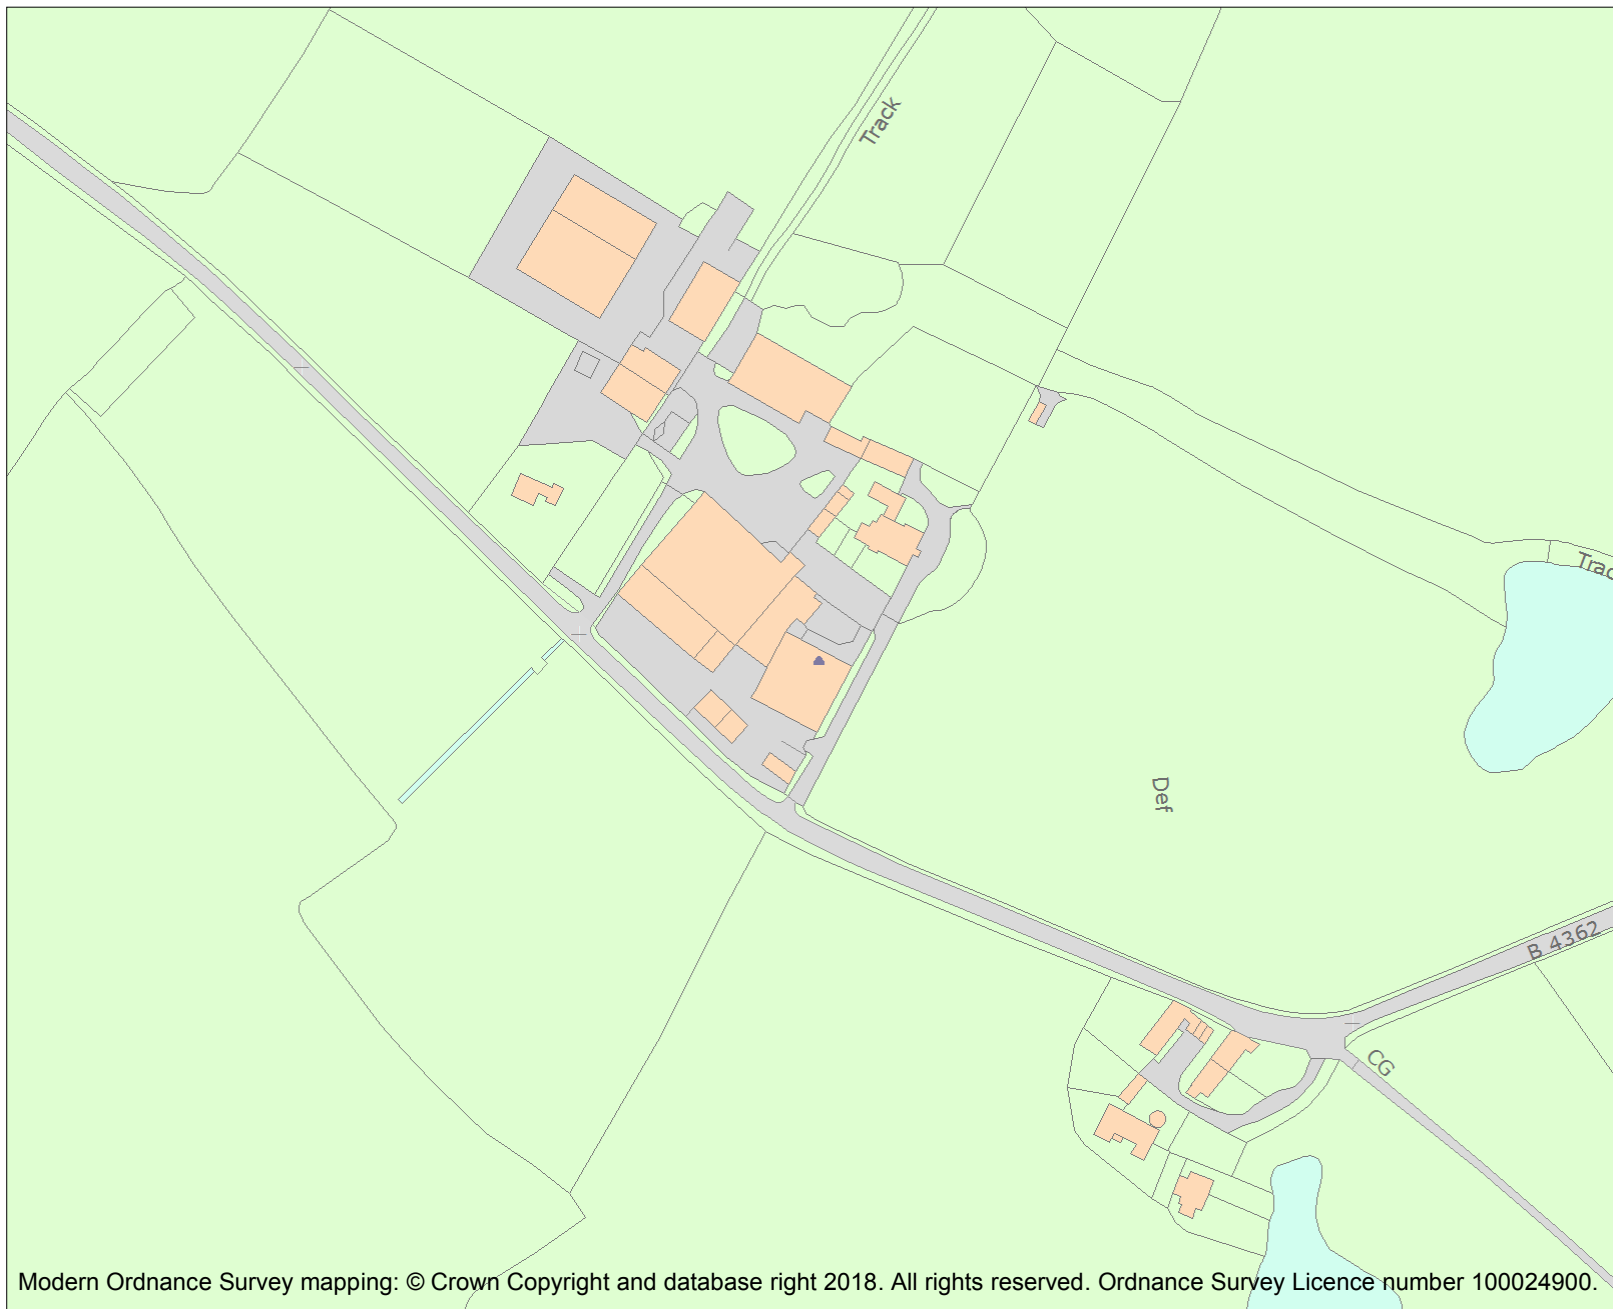 Track
Trac
Def
B 4362
CG
Modern Ordnance Survey mapping: © Crown Copyright and database right 2018. All rights reserved. Ordnance Survey Licence number 100024900.